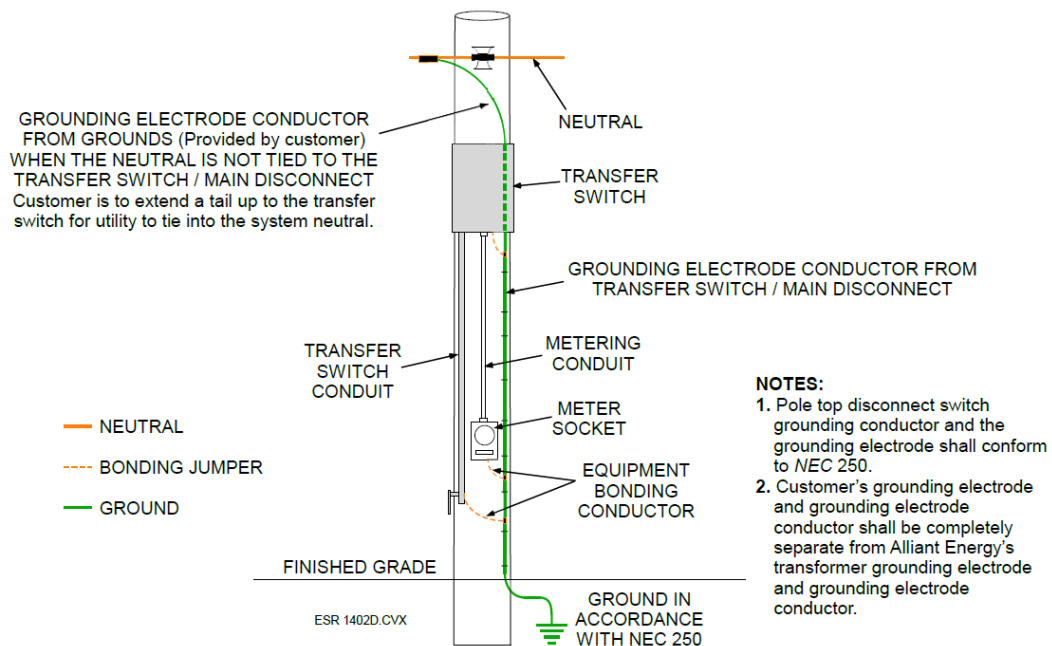 GROUNDING ELECTRODE CONDUCTOR
FROM GROUNDS (Provided by customer)
WHEN THE NEUTRAL IS NOT TIED TO THE
TRANSFER SWITCH / MAIN DISCONNECT
Customer is to extend a tail up to the transfer
switch for utility to tie into the system neutral.
NEUTRAL
TRANSFER
SWITCH
GROUNDING ELECTRODE CONDUCTOR FROM
TRANSFER SWITCH / MAIN DISCONNECT
TRANSFER
SWITCH
CONDUIT
METERING
CONDUIT
METER
SOCKET
EQUIPMENT
BONDING
CONDUCTOR
NEUTRAL
BONDING JUMPER
GROUND
FINISHED GRADE
ESR 1402D.CVX
GROUND IN
ACCORDANCE
WITH NEC 250
NOTES:
1. Pole top disconnect switch
grounding conductor and the
grounding electrode shall conform
to NEC 250.
2. Customer's grounding electrode
and grounding electrode
conductor shall be completely
separate from Alliant Energy's
transformer grounding electrode
and grounding electrode
conductor.